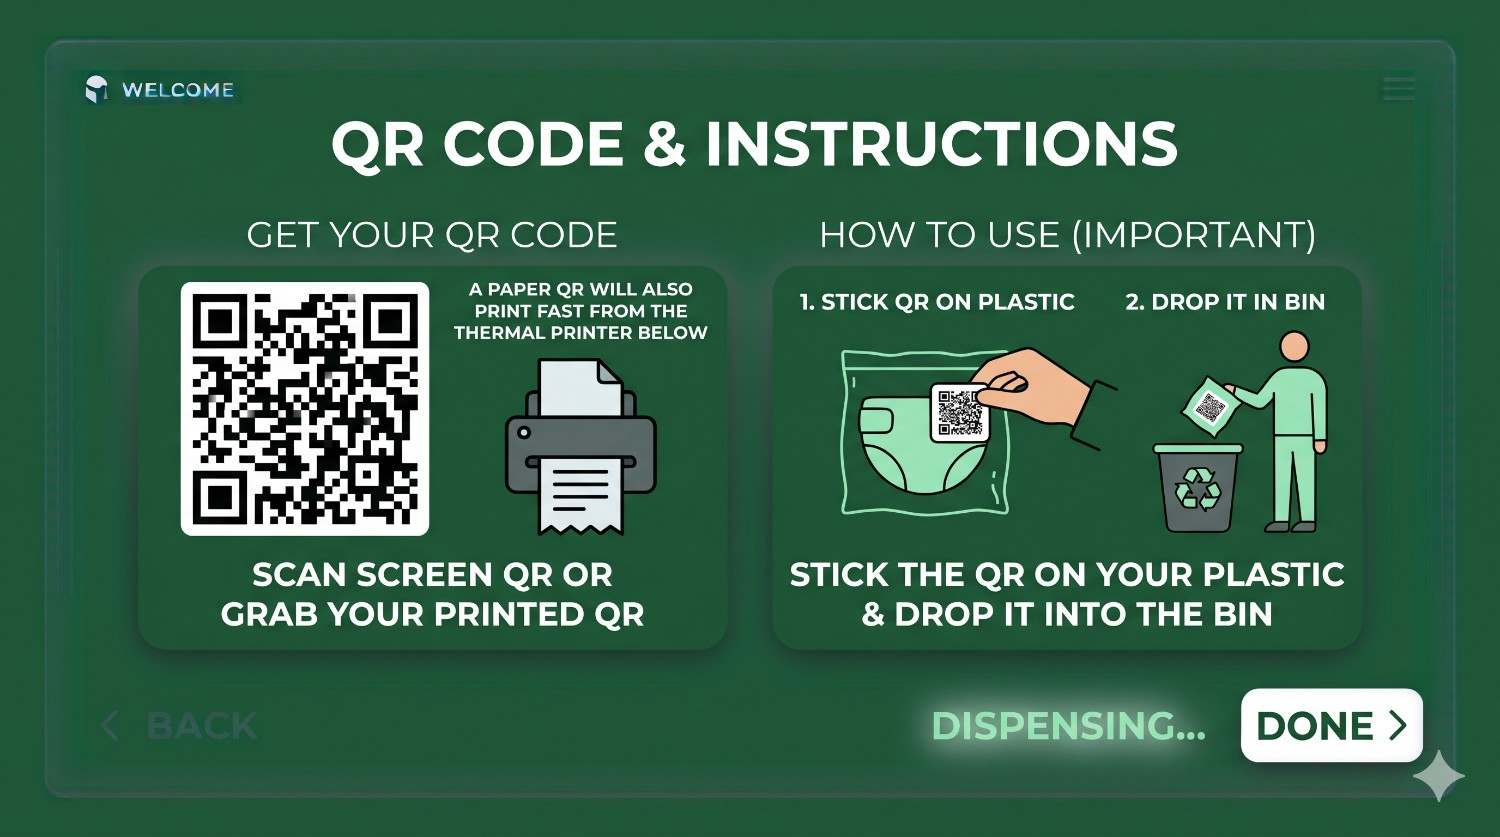 WELCOME
QR CODE & INSTRUCTIONS
GET YOUR QR CODE
A PAPER QR WILL ALSO
PRINT FAST FROM THE
THERMAL PRINTER BELOW
SCAN SCREEN QR OR
GRAB YOUR PRINTED QR
HOW TO USE (IMPORTANT)
1. STICK QR ON PLASTIC
2. DROP IT IN BIN
STICK THE QR ON YOUR PLASTIC
& DROP IT INTO THE BIN
BACK
DISPENSING...
DONE